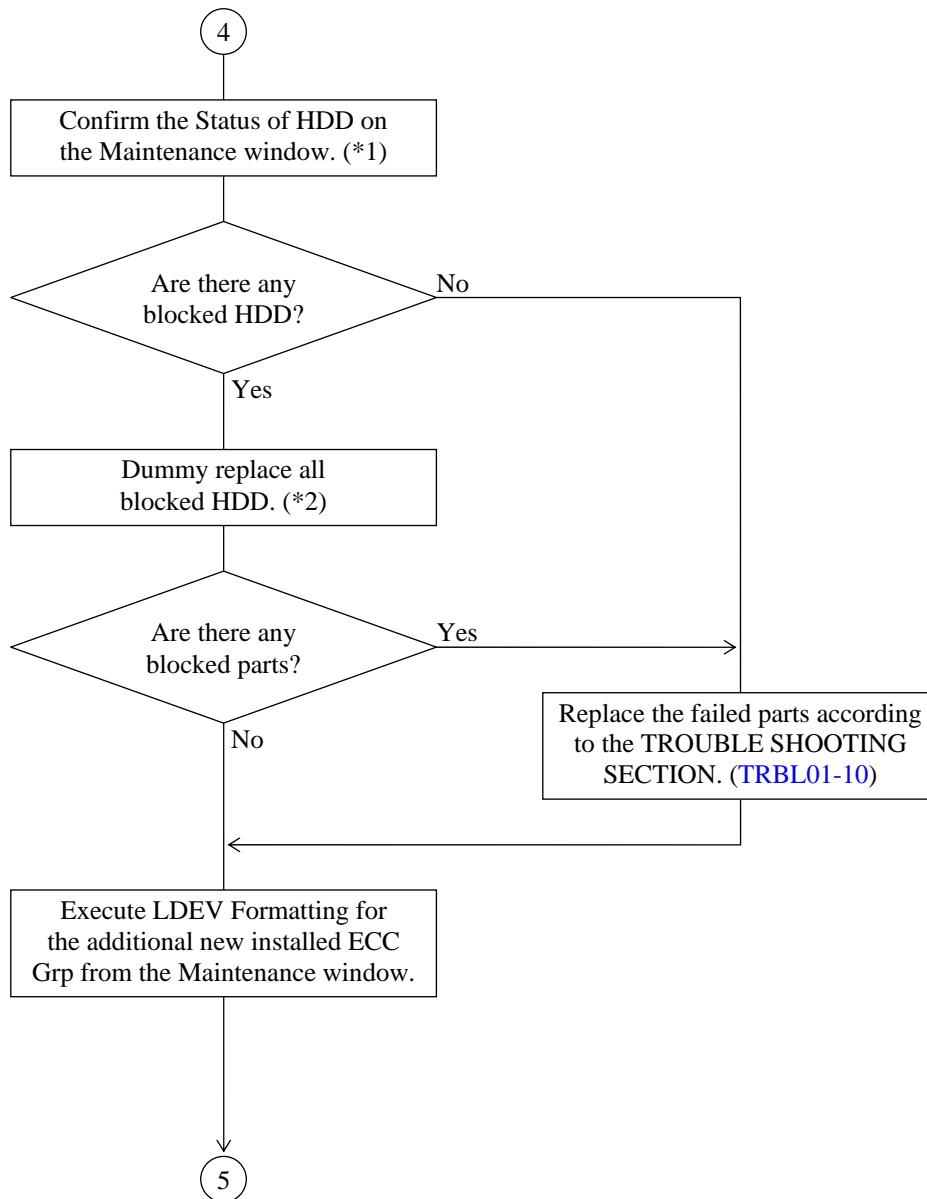 4
Confirm the Status of HDD on
the Maintenance window. (*1)
Are there any
blocked HDD?
No
Yes
Dummy replace all
blocked HDD. (*2)
Are there any
blocked parts?
Yes
No
Replace the failed parts according
to the TROUBLE SHOOTING
SECTION. (TRBL01-10)
Execute LDEV Formatting for
the additional new installed ECC
Grp from the Maintenance window.
5